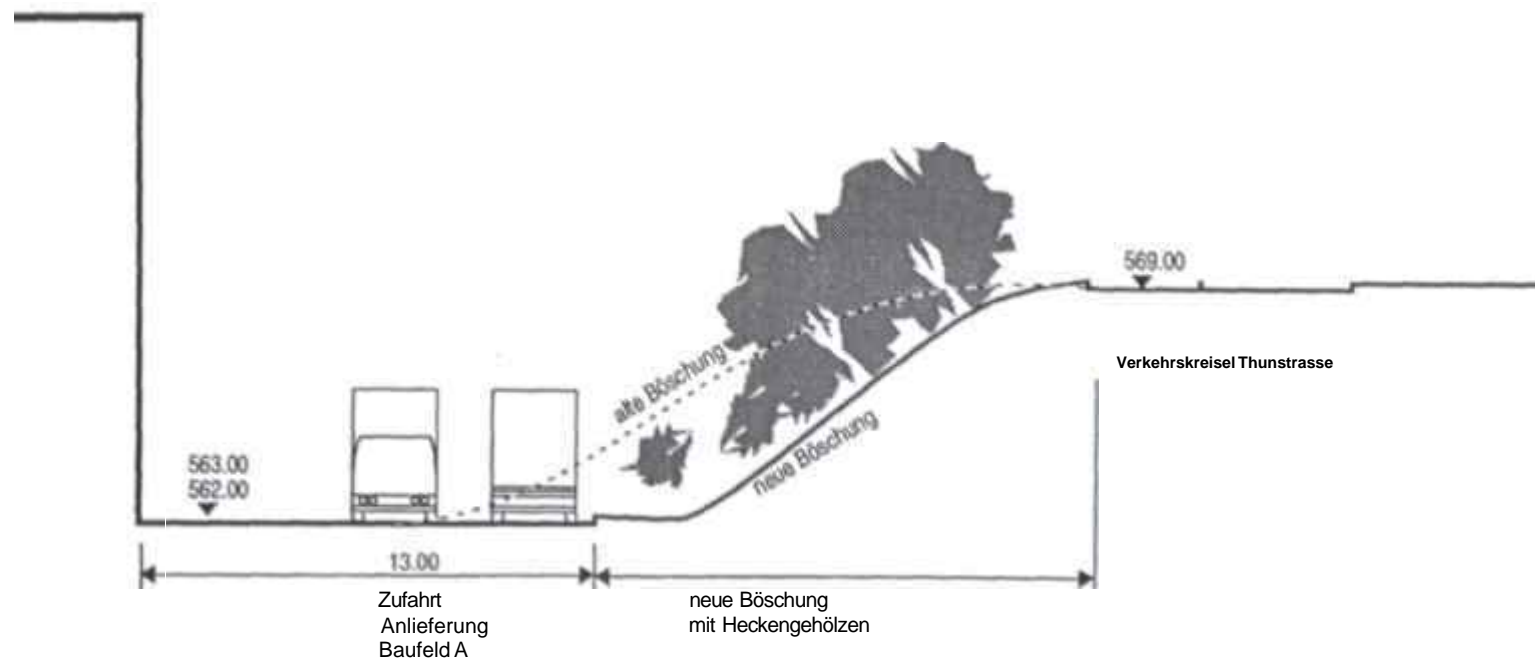 569.00
Verkehrskreisel Thunstrasse
alte Böschung
neue Böschung
563.00
562.00
13.00
Zufahrt
Anlieferung
Baufeld A
neue Böschung
mit Heckengehölzen